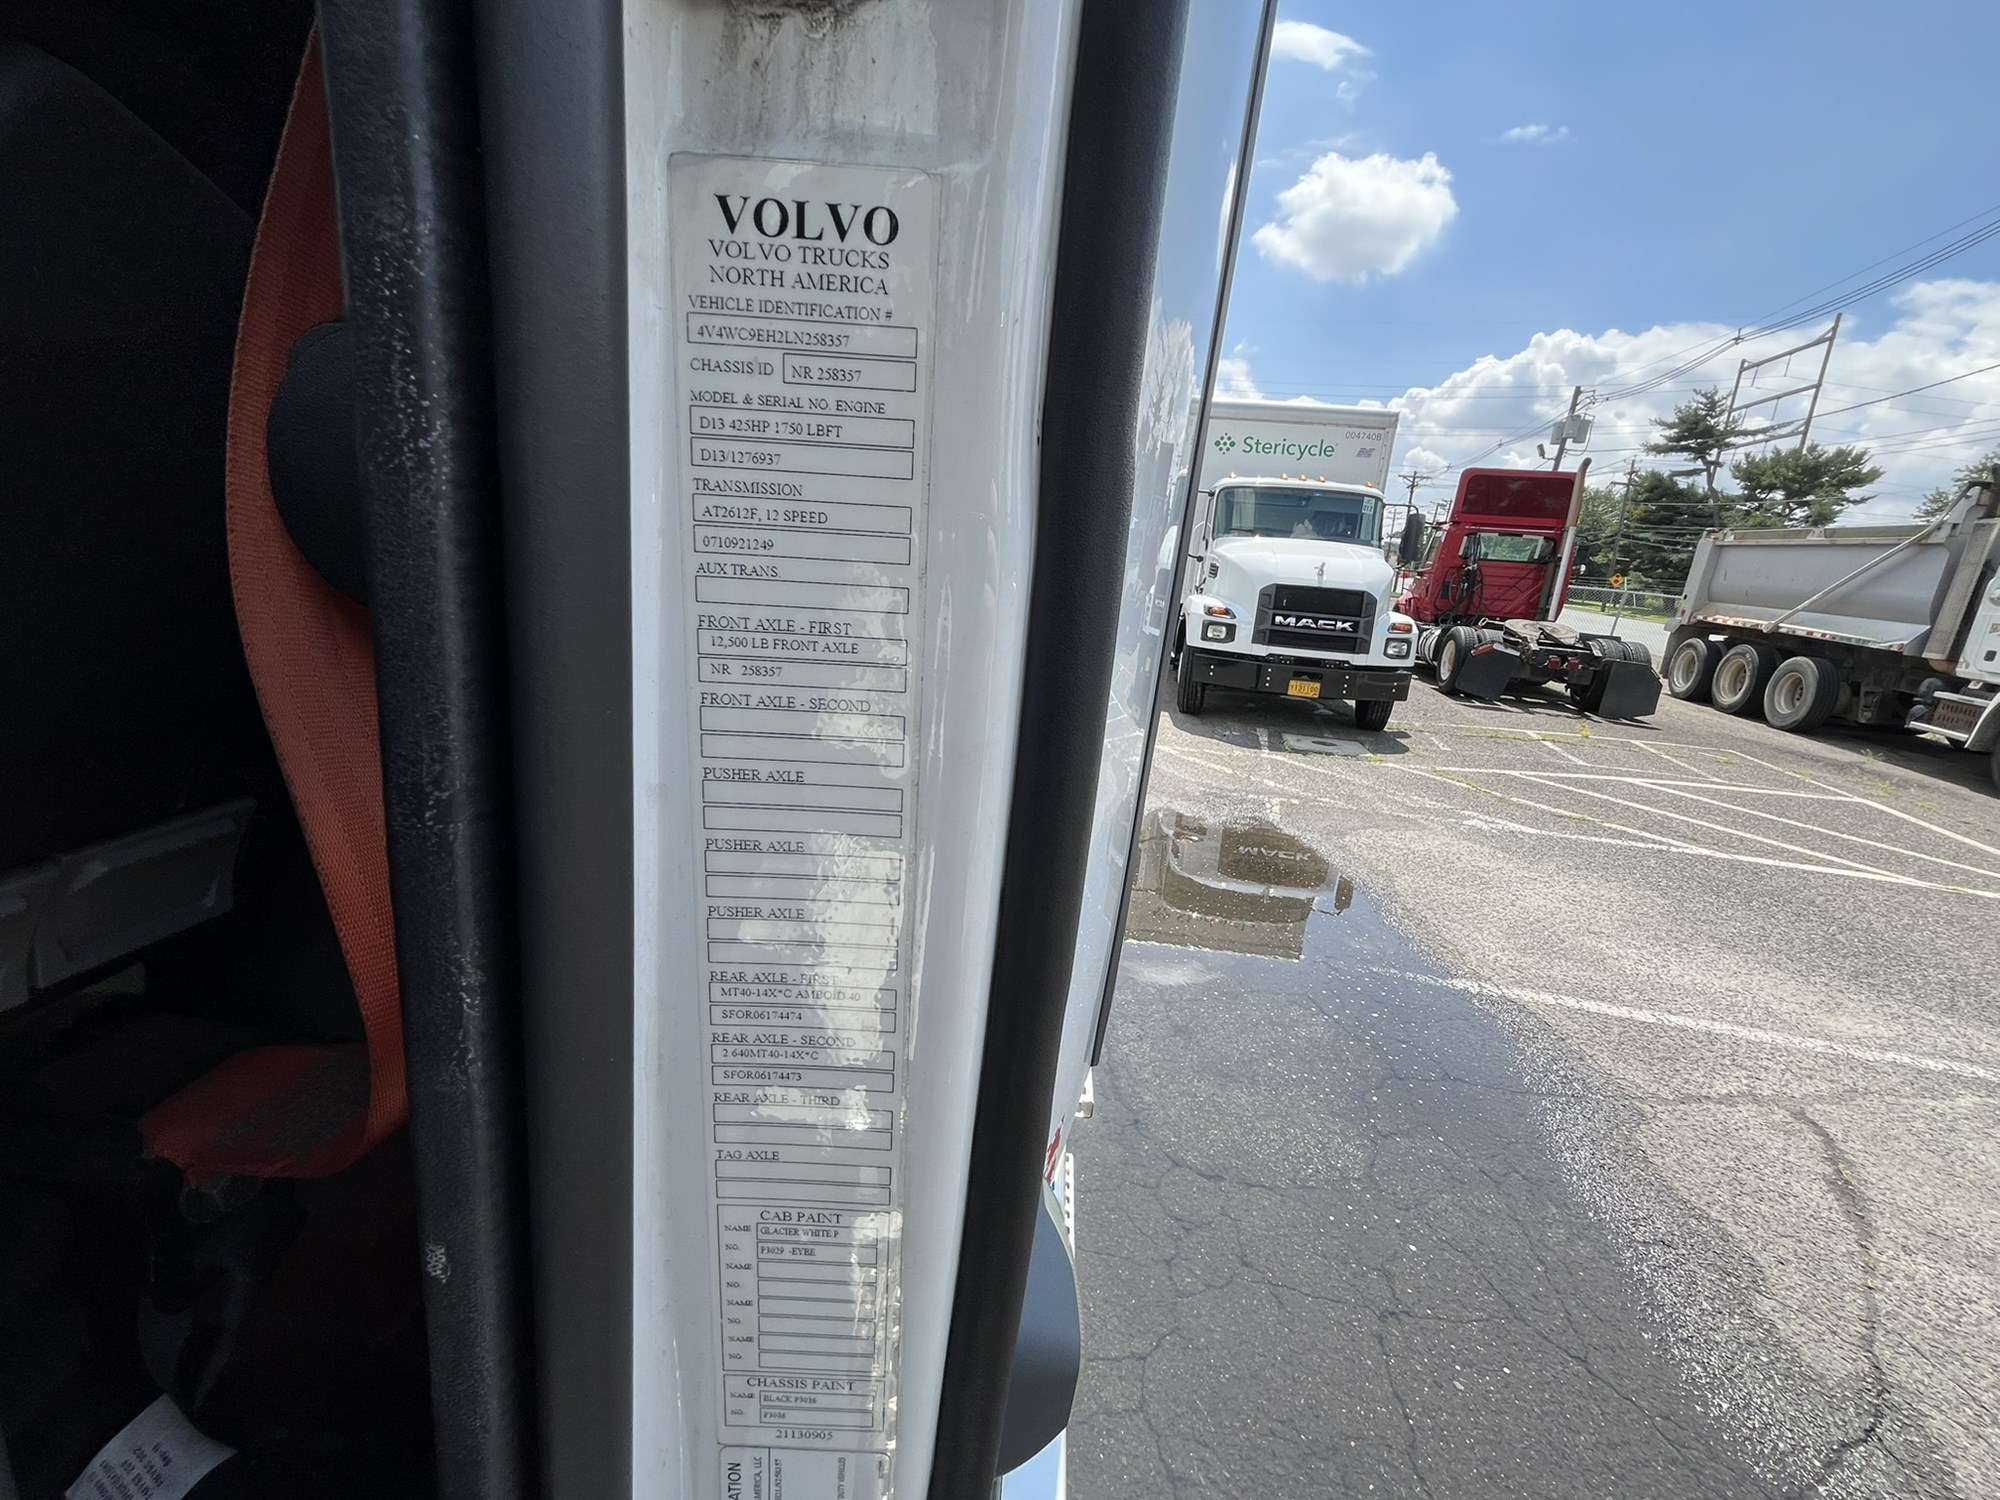 VOLVO
VOLVO TRUCKS
NORTH AMERICA
VEHICLE IDENTIFICATION #
4V4WC9EH2LN258357
CHASSIS ID NR 258357
MODEL & SERIAL NO. ENGINE
D13 425HP 1750 LBFT
D13/1276937
TRANSMISSION
AT2612F, 12 SPEED
0710921249
AUX TRANS.
FRONT AXLE - FIRST
12,500 LB FRONT AXLE
NR 258357
FRONT AXLE - SECOND
PUSHER AXLE
PUSHER AXLE
PUSHER AXLE
REAR AXLE - FIRST
MT40-14X*C AMBOID 40
SFOR06174474
REAR AXLE - SECOND
2.640MT40-14X*C
SFOR06174473
REAR AXLE - THIRD
TAG AXLE
CAB PAINT
NAME GLACIER WHITE P
NO. P3029 -EYBE
NAME
NO.
NAME
NO.
NAME
NO.
CHASSIS PAINT
NAME BLACK P3036
NO. P3036
21130905
Stericycle
004740B
MACK
MACK